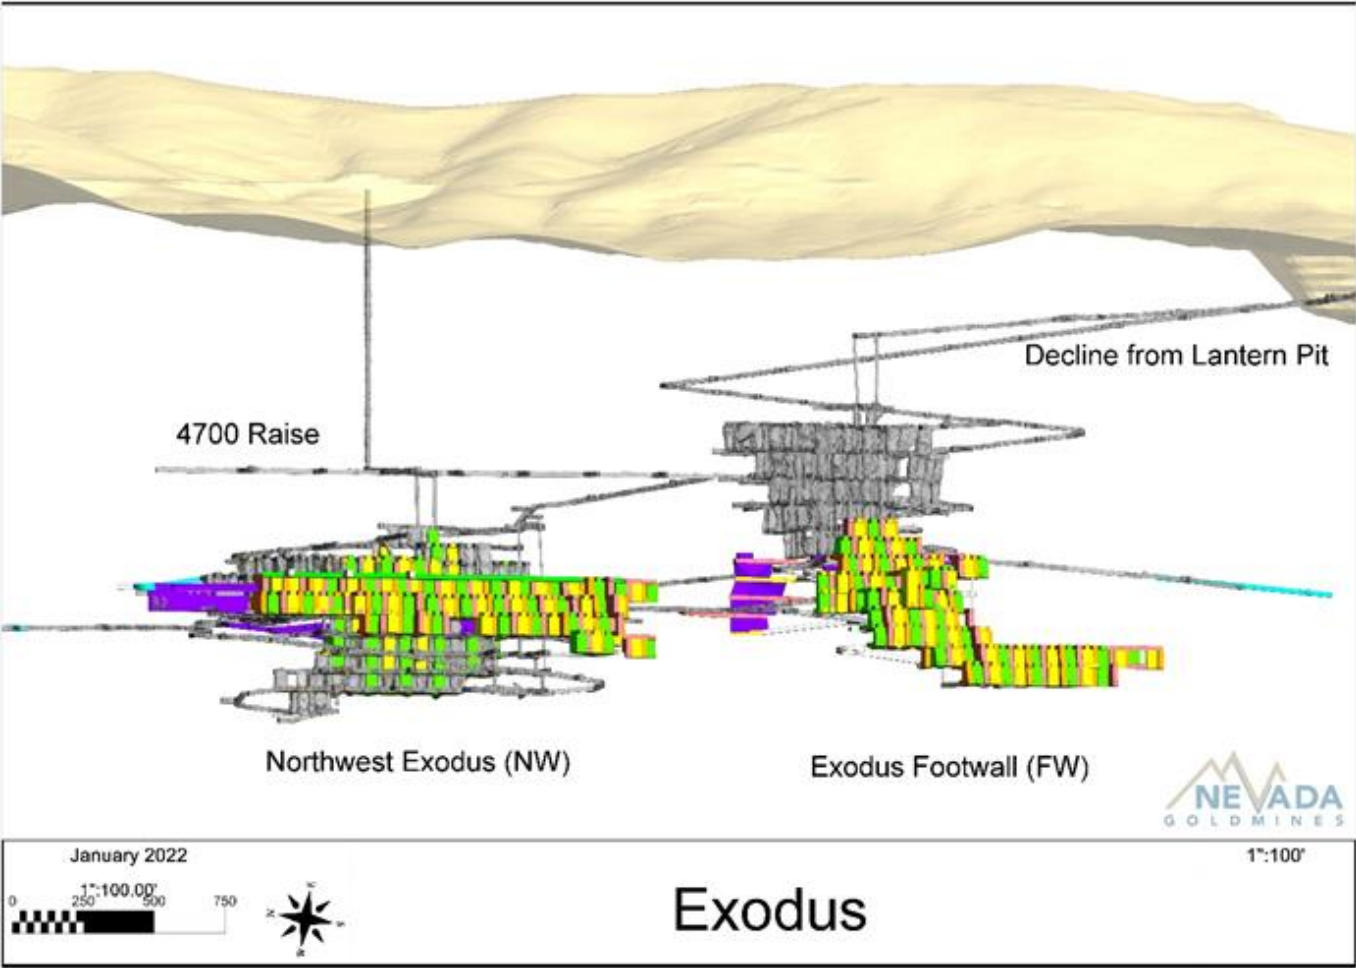 Decline from Lantern Pit
4700 Raise
Northwest Exodus (NW)
Exodus Footwall (FW)
NEVADA
GOLDMINES
January 2022
1":100'
1":100.00'
0 250 500 750
Exodus